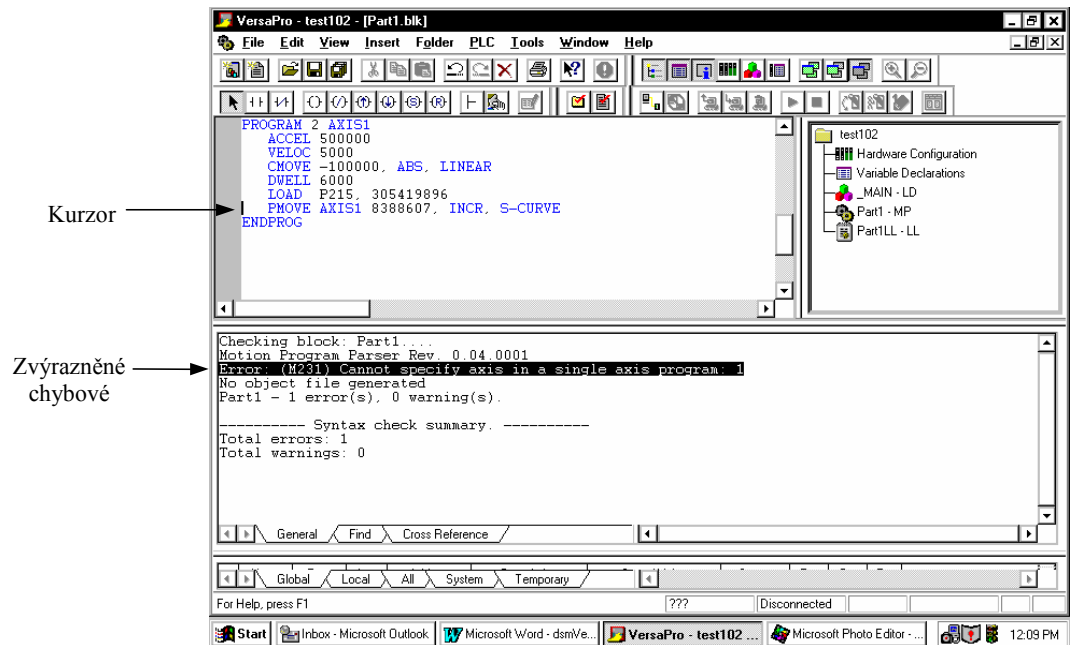 VersaPro - test102 - [Part1.blk]
File Edit View Insert Folder PLC Tools Window Help
PROGRAM 2 AXIS1
ACCEL 500000
VELOC 5000
CMOVE -100000, ABS, LINEAR
DWELL 6000
LOAD P215, 305419896
PMOVE AXIS1 8388607, INCR, S-CURVE
ENDPROG
Kurzor
test102
Hardware Configuration
Variable Declarations
_MAIN - LD
Part1 - MP
Part1LL - LL
Zvýrazněné
chybové
Checking block: Part1....
Motion Program Parser Rev. 0.04.0001
Error: (M231) Cannot specify axis in a single axis program: 1
No object file generated
Part1 - 1 error(s), 0 warning(s).
---------- Syntax check summary. ----------
Total errors: 1
Total warnings: 0
General Find Cross Reference
Global Local All System Temporary
For Help, press F1
??? Disconnected
Start Inbox - Microsoft Outlook Microsoft Word - dsmVe... VersaPro - test102 ... Microsoft Photo Editor - ... 12:09 PM